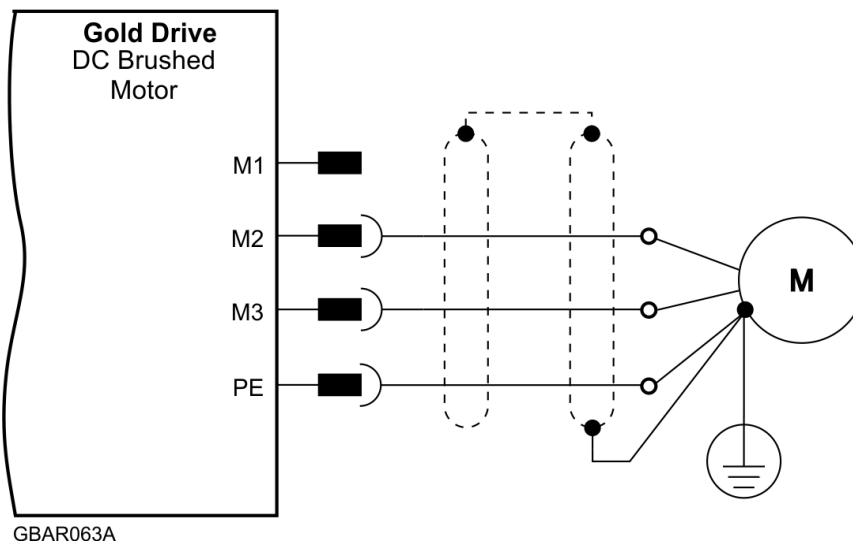 Gold Drive
DC Brushed
Motor
M1
M2
M3
PE
M
GBAR063A